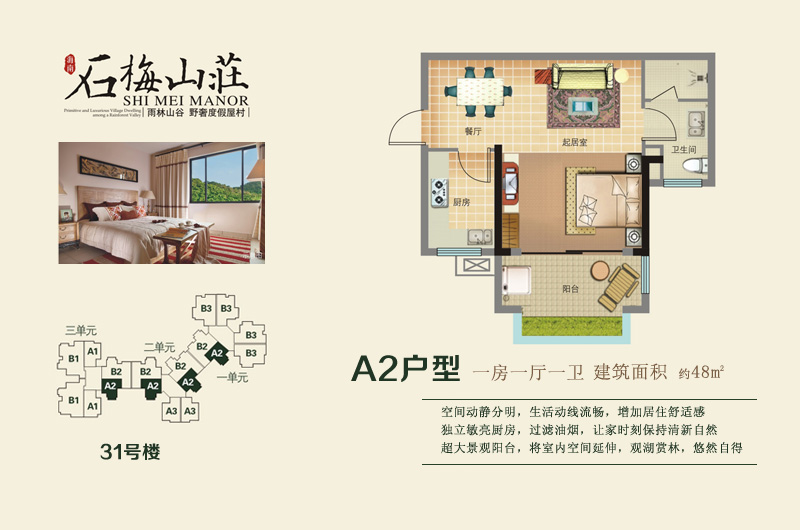 海南
石梅山莊
SHI MEI MANOR
Primitive and Luxurious Village Dwelling
among a Rainforest Valley
雨林山谷 野奢度假屋村
餐厅
起居室
卫生间
厨房
阳台
三单元
二单元
一单元
B3 B3
B3
B3
B1 A1
B2 B2
B2 A2
B2
A2 A2
A2
B1 A1
A3 A3
31号楼
A2户型 一房一厅一卫 建筑面积 约48㎡
空间动静分明，生活动线流畅，增加居住舒适感
独立敏亮厨房，过滤油烟，让家时刻保持清新自然
超大景观阳台，将室内空间延伸，观湖赏林，悠然自得